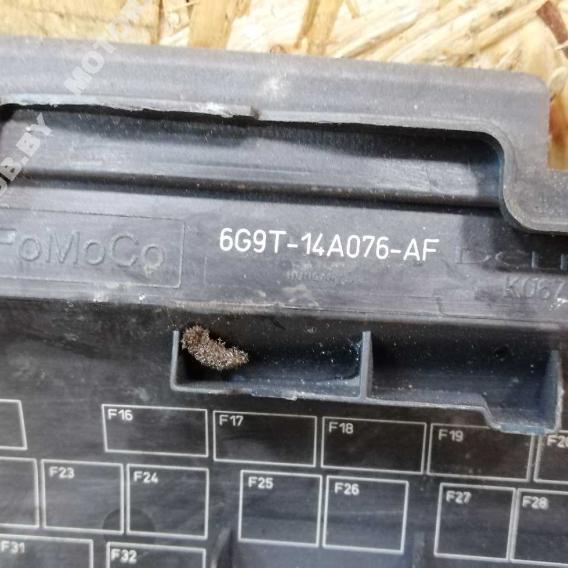 FoMoCo
6G9T-14A076-AF
F16 F17 F18 F19
F23 F24 F25 F26 F27 F28
F31 F32